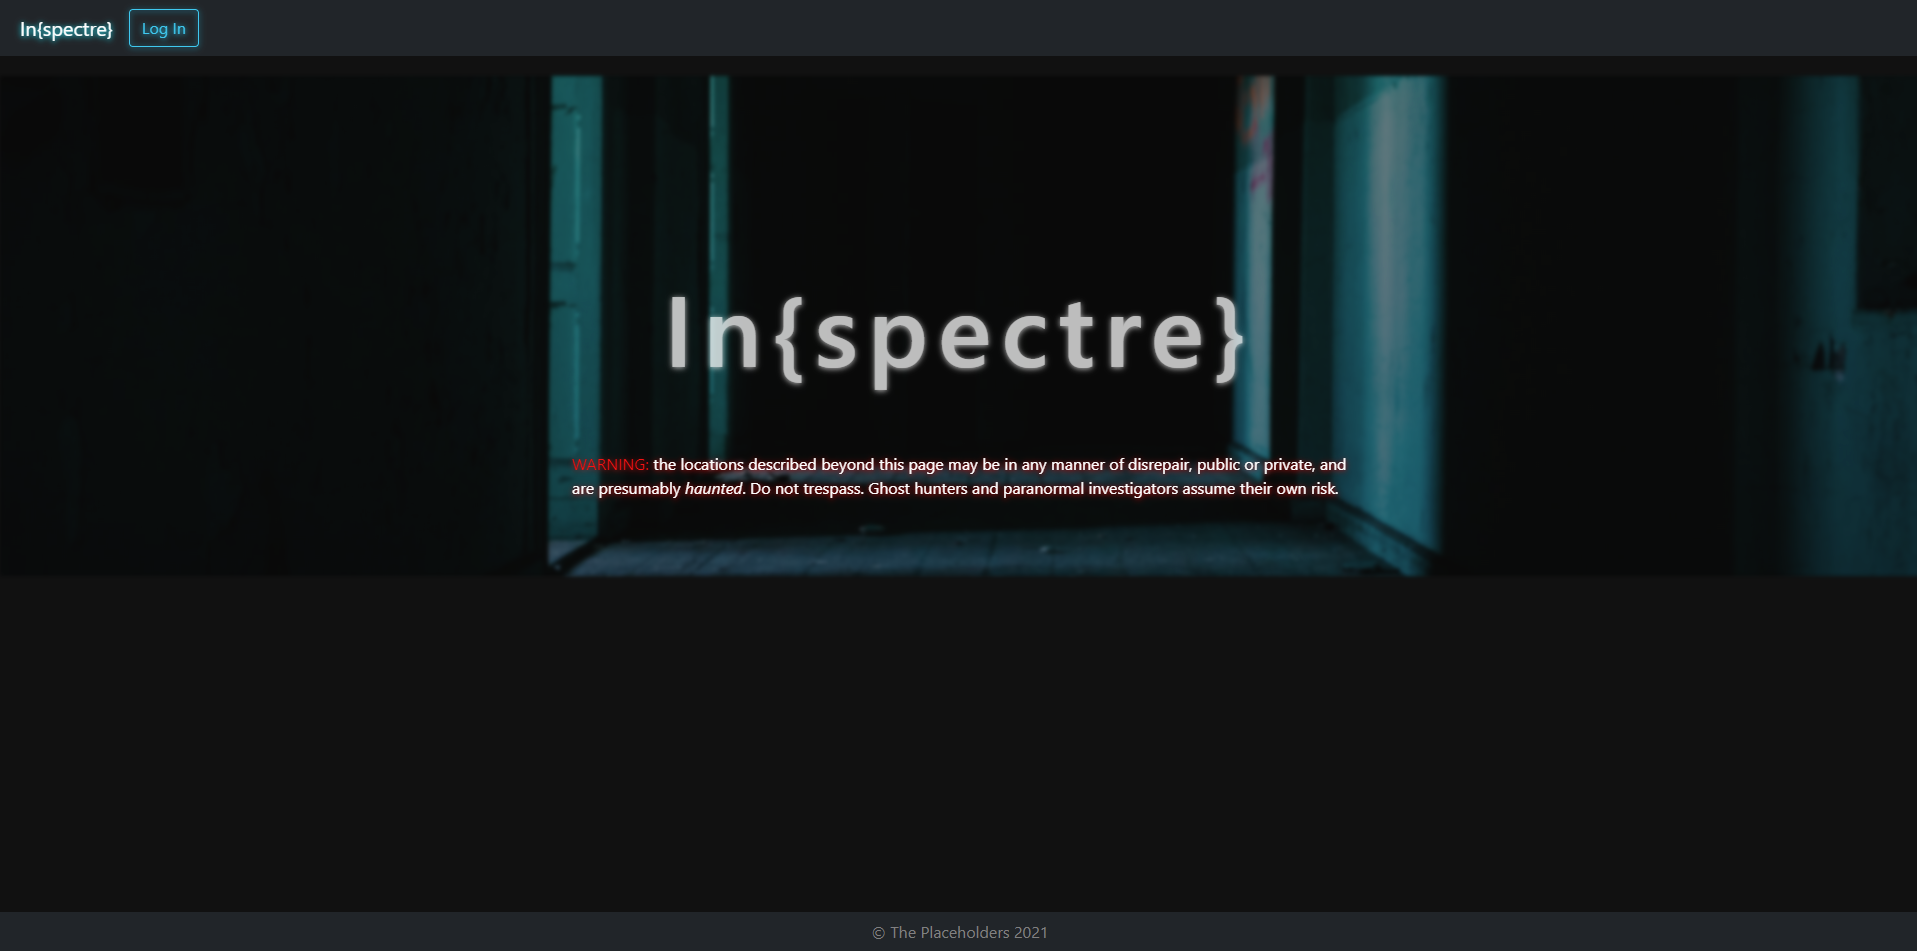 In{spectre}
Log In
In{spectre}
WARNING: the locations described beyond this page may be in any manner of disrepair, public or private, and
are presumably haunted. Do not trespass. Ghost hunters and paranormal investigators assume their own risk.
© The Placeholders 2021